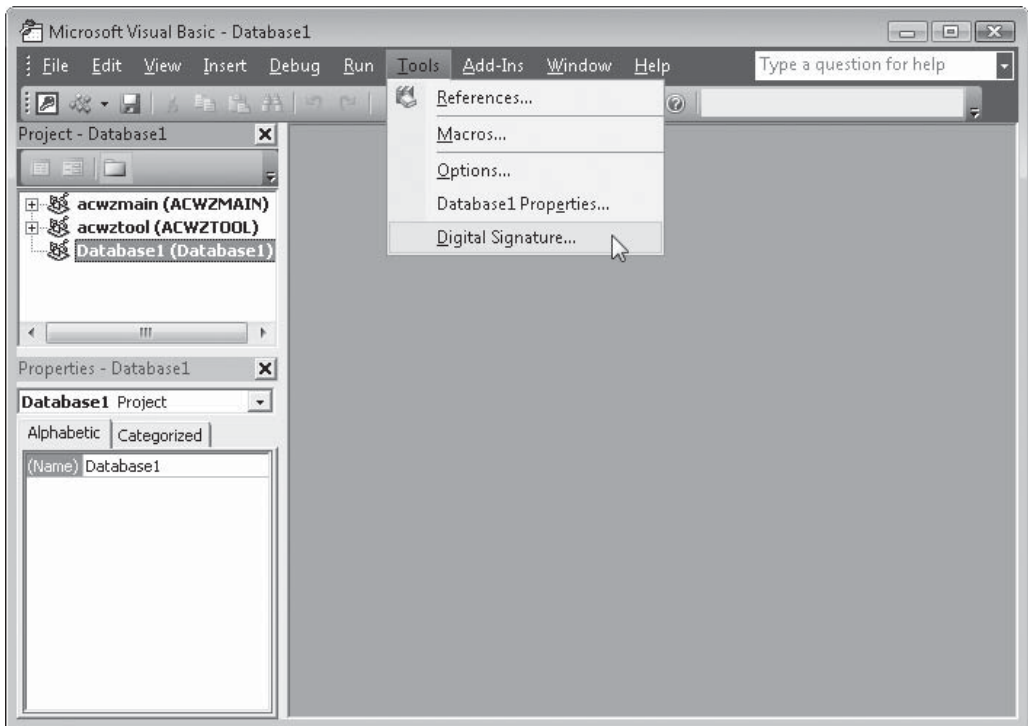 Microsoft Visual Basic - Database1
File Edit View Insert Debug Run Tools Add-Ins Window Help
Type a question for help
References...
Macros...
Options...
Database1 Properties...
Digital Signature...
Project - Database1
acwzmain (ACWZMAIN)
acwztool (ACWZTOOL)
Database1 (Database1)
Properties - Database1
Database1 Project
Alphabetic Categorized
(Name) Database1